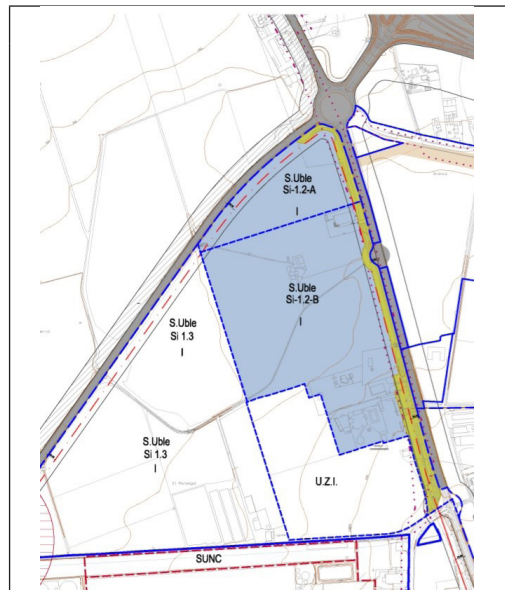 S.Uble
Si-1.2-A
I
S.Uble
Si-1.2-B
I
S.Uble
Si 1.3
I
S.Uble
Si 1.3
I
U.Z.I.
SUNC